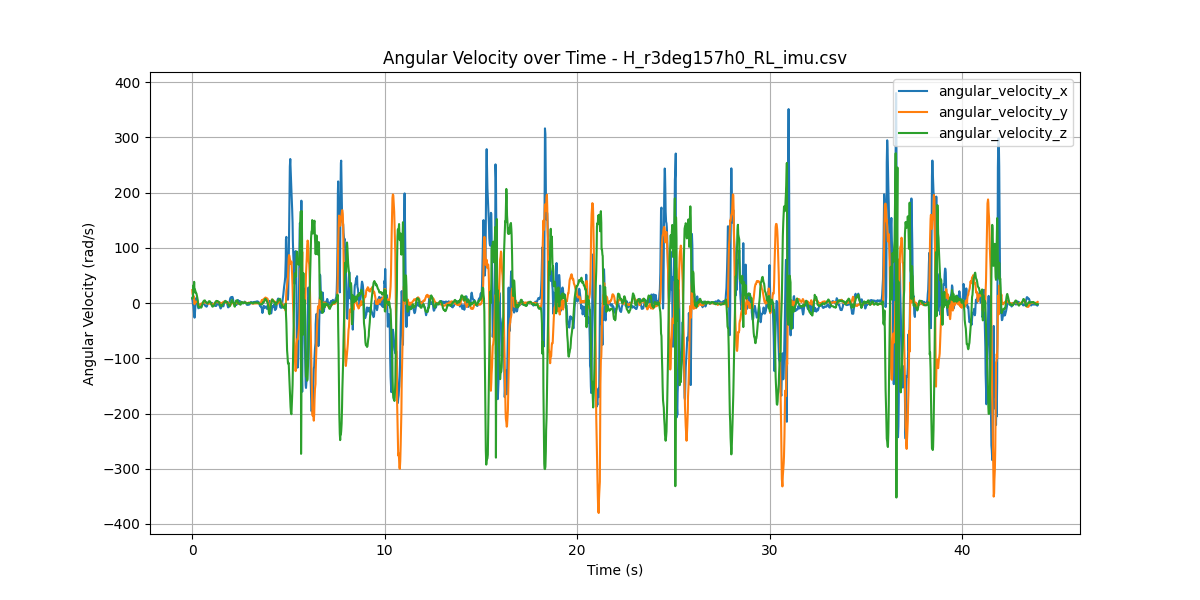 Angular Velocity over Time - H_r3deg157h0_RL_imu.csv
400
300
200
100
0
−100
−200
−300
−400
Angular Velocity (rad/s)
angular_velocity_x
angular_velocity_y
angular_velocity_z
0
10
20
30
40
Time (s)